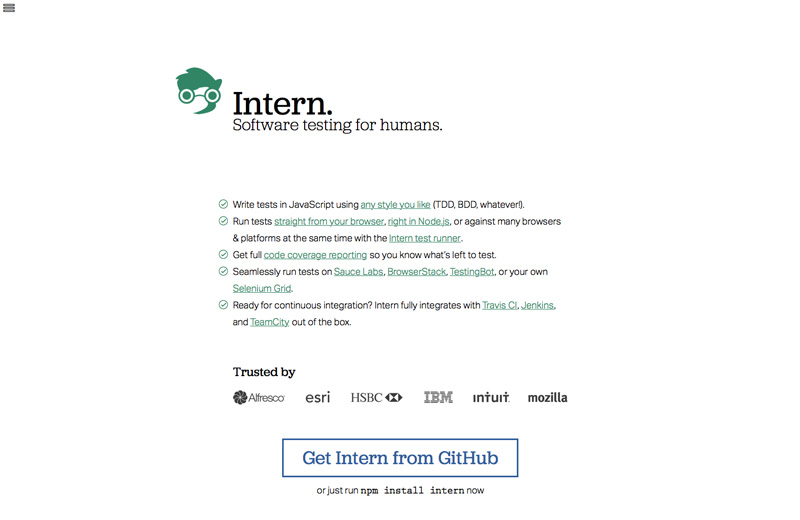 Intern.
Software testing for humans.
Write tests in JavaScript using any style you like (TDD, BDD, whatever!).
Run tests straight from your browser, right in Node.js, or against many browsers
& platforms at the same time with the Intern test runner.
Get full code coverage reporting so you know what's left to test.
Seamlessly run tests on Sauce Labs, BrowserStack, TestingBot, or your own
Selenium Grid.
Ready for continuous integration? Intern fully integrates with Travis CI, Jenkins,
and TeamCity out of the box.
Trusted by
Alfresco esri HSBC IBM intuit mozilla
Get Intern from GitHub
or just run npm install intern now